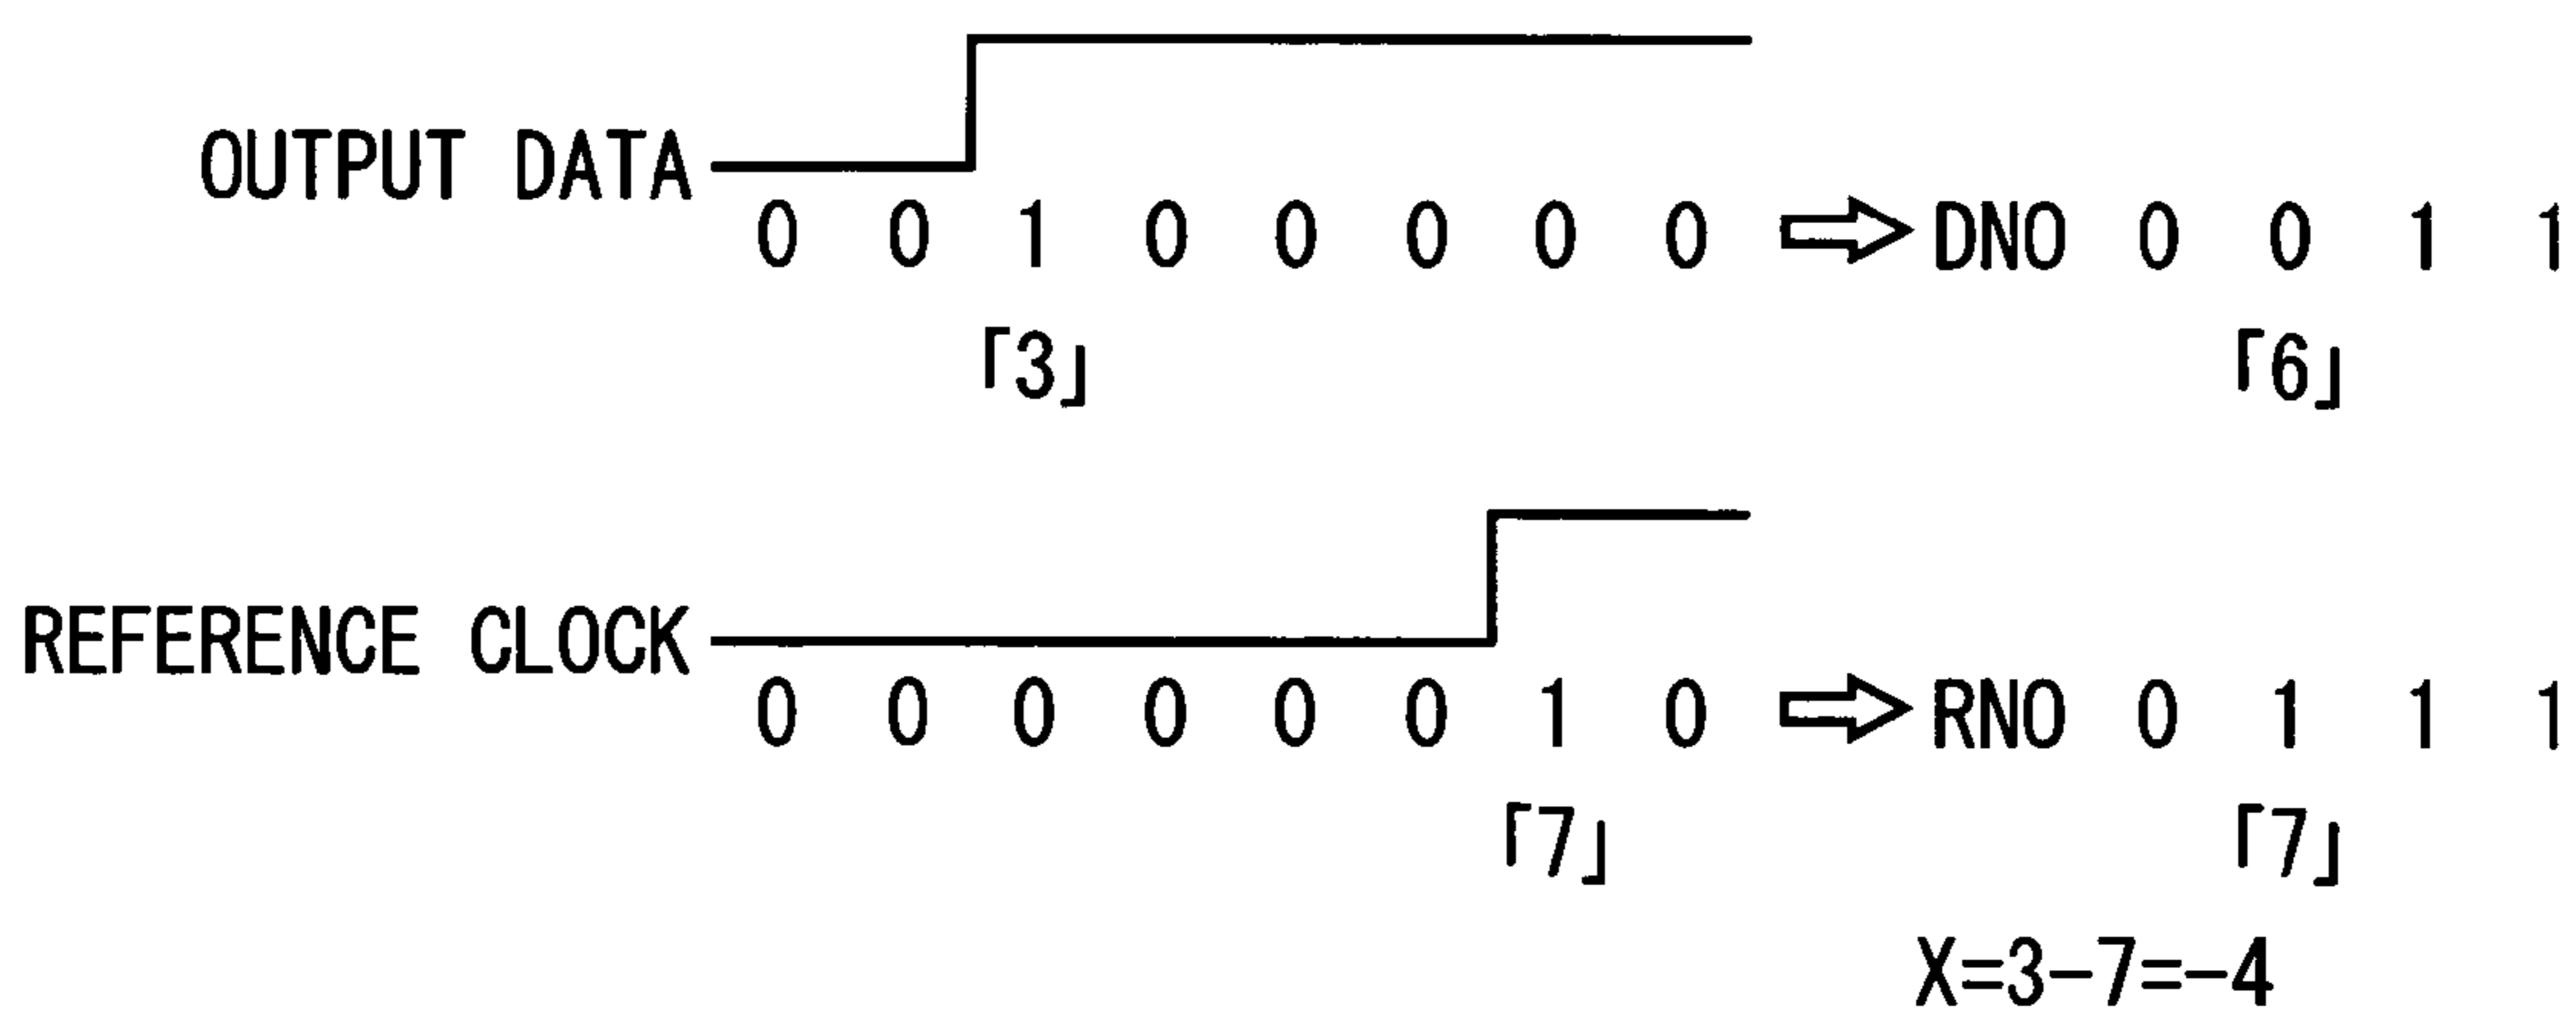 OUTPUT DATA
0 0 1 0 0 0 0 0 ⇨ DNO 0 0 1 1
「3」 「6」
REFERENCE CLOCK
0 0 0 0 0 0 1 0 ⇨ RNO 0 1 1 1
「7」 「7」
X=3-7=-4